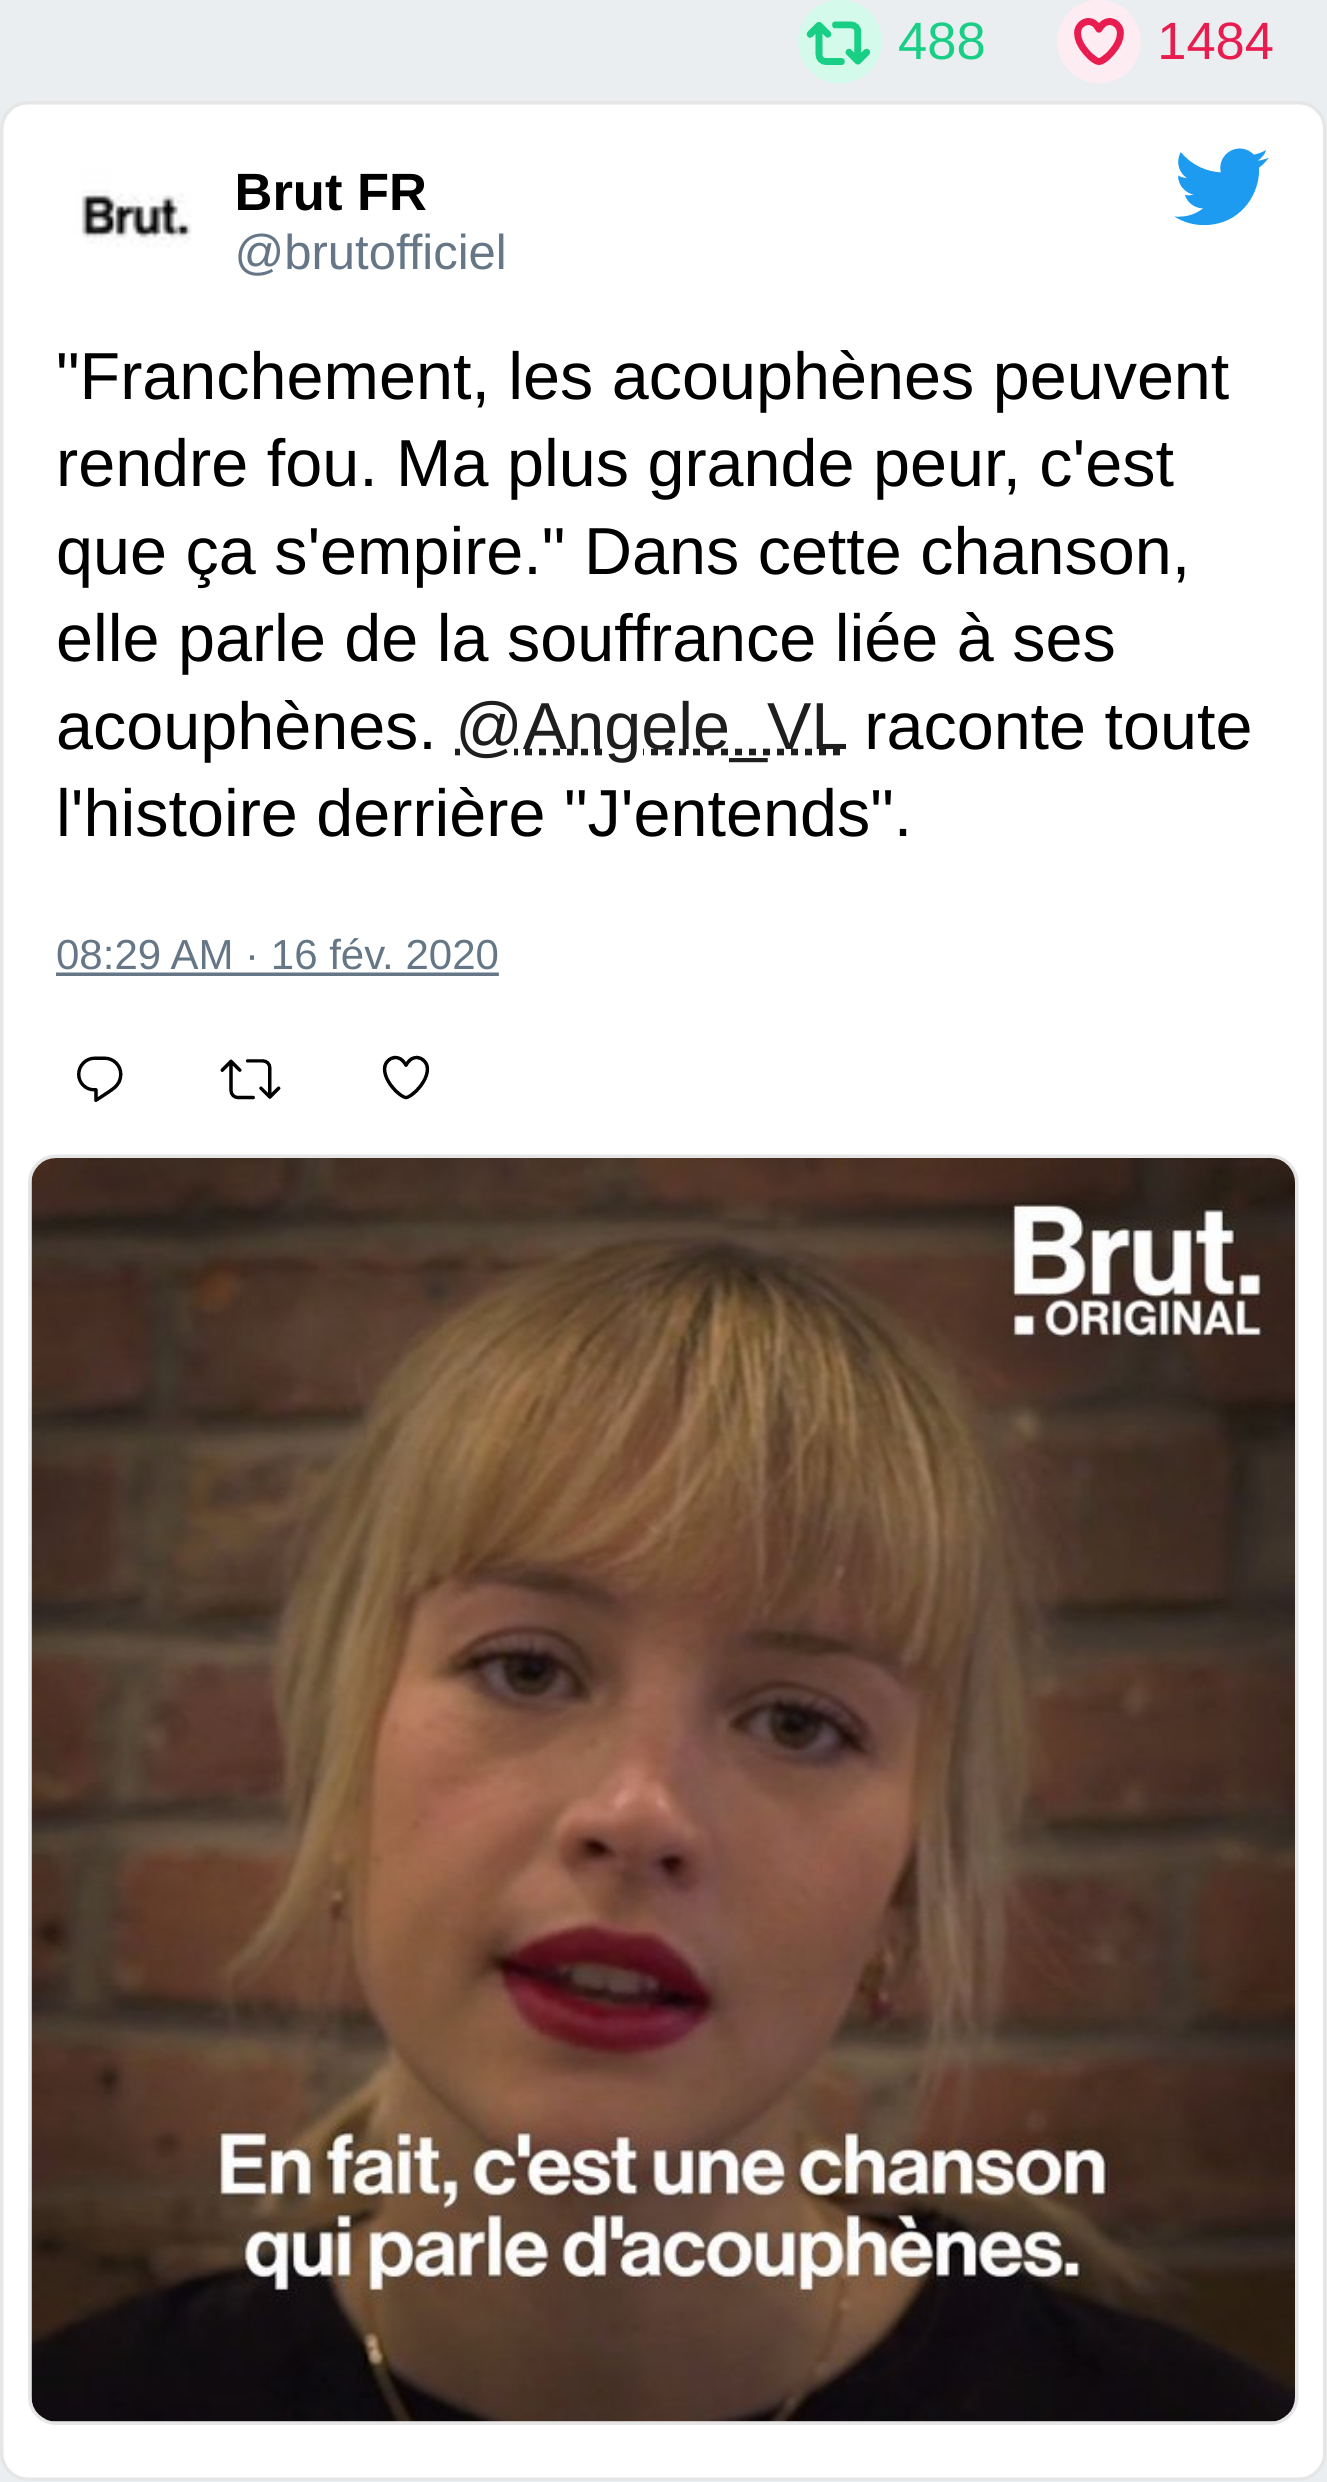 488 1484
Brut.
Brut FR
@brutofficiel
"Franchement, les acouphènes peuvent
rendre fou. Ma plus grande peur, c'est
que ça s'empire." Dans cette chanson,
elle parle de la souffrance liée à ses
acouphènes. @Angele_VL raconte toute
l'histoire derrière "J'entends".
08:29 AM · 16 fév. 2020
Brut.
ORIGINAL
En fait, c'est une chanson
qui parle d'acouphènes.